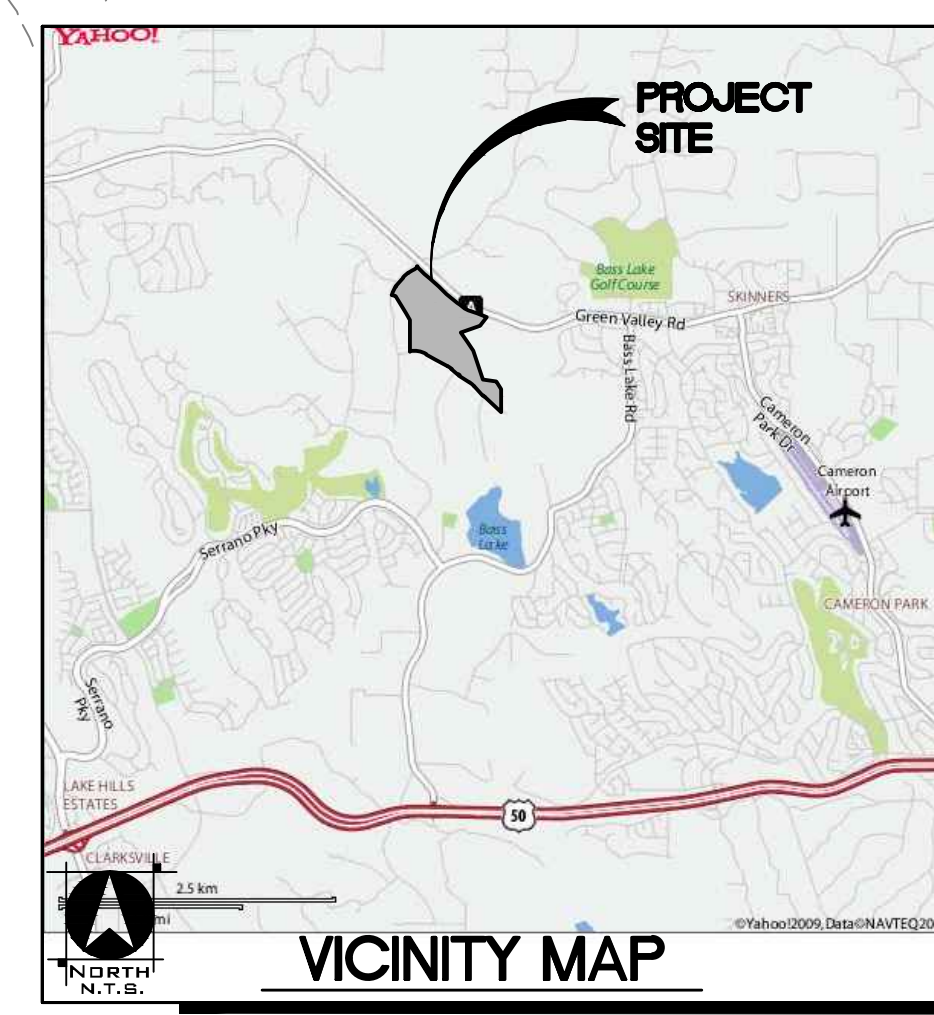 YAHOO!
PROJECT
SITE
Bass Lake
Golf Course
SKINNERS
A
Green Valley Rd
Bass Lake Rd
Cameron
Park Dr
Cameron
Airport
Bass
Lake
Serrano Pky
CAMERON PARK
Serrano
Pky
LAKE HILLS
ESTATES
50
CLARKSVILLE
2.5 km
mi
©Yahoo!2009, Data©NAVTEQ20
VICINITY MAP
NORTH
N.T.S.